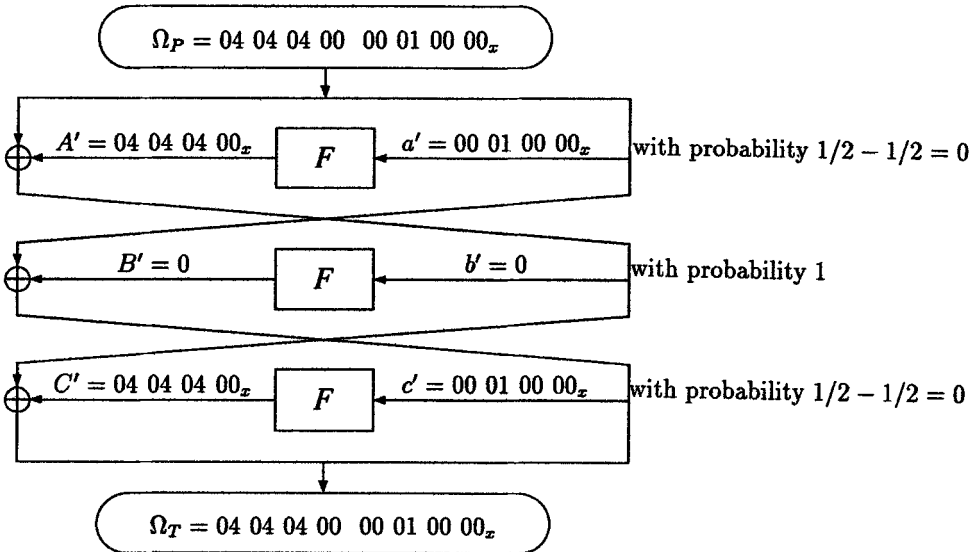 Ω_P = 04 04 04 00 00 01 00 00_x
A' = 04 04 04 00_x F a' = 00 01 00 00_x with probability 1/2 − 1/2 = 0
B' = 0 F b' = 0 with probability 1
C' = 04 04 04 00_x F c' = 00 01 00 00_x with probability 1/2 − 1/2 = 0
Ω_T = 04 04 04 00 00 01 00 00_x